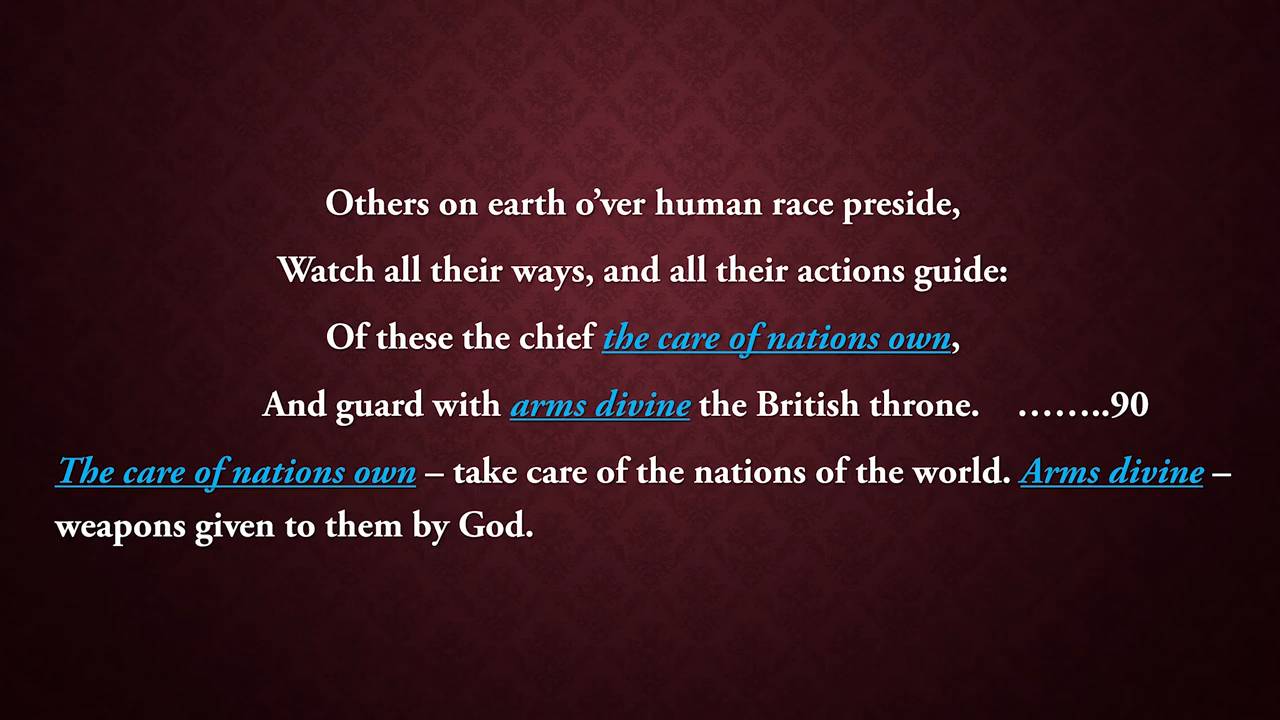 Others on earth o’ver human race preside,
Watch all their ways, and all their actions guide:
Of these the chief the care of nations own,
And guard with arms divine the British throne. ……..90
The care of nations own – take care of the nations of the world. Arms divine –
weapons given to them by God.